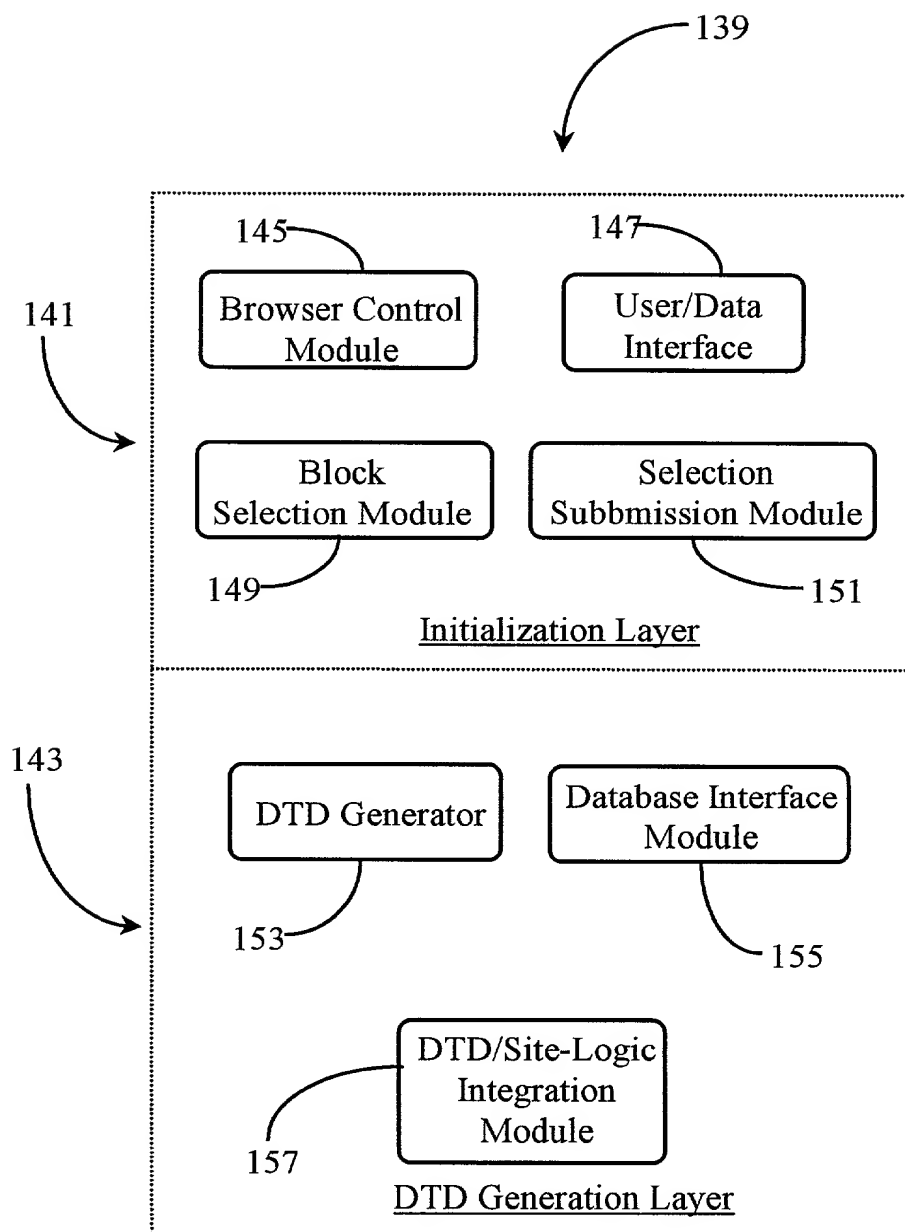 139
145
147
Browser Control
Module
User/Data
Interface
141
Block
Selection Module
Selection
Subbmission Module
149
151
Initialization Layer
143
DTD Generator
Database Interface
Module
153
155
DTD/Site-Logic
Integration
Module
157
DTD Generation Layer